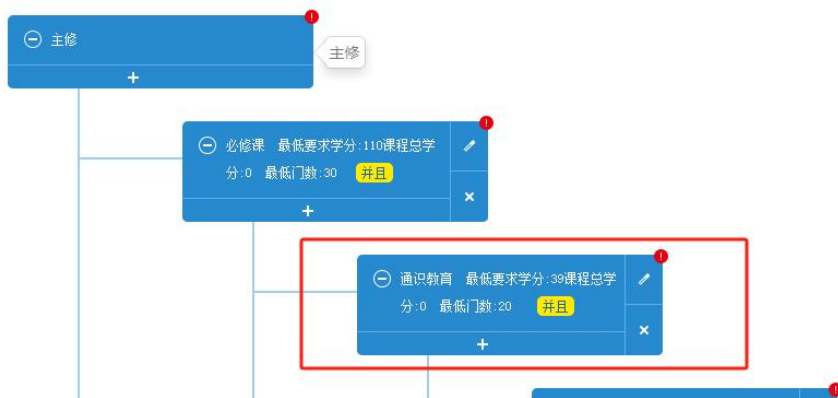 主修
主修
+
必修课 最低要求学分:110课程总学
分:0 最低门数:30 并且
+
通识教育 最低要求学分:39课程总学
分:0 最低门数:20 并且
+